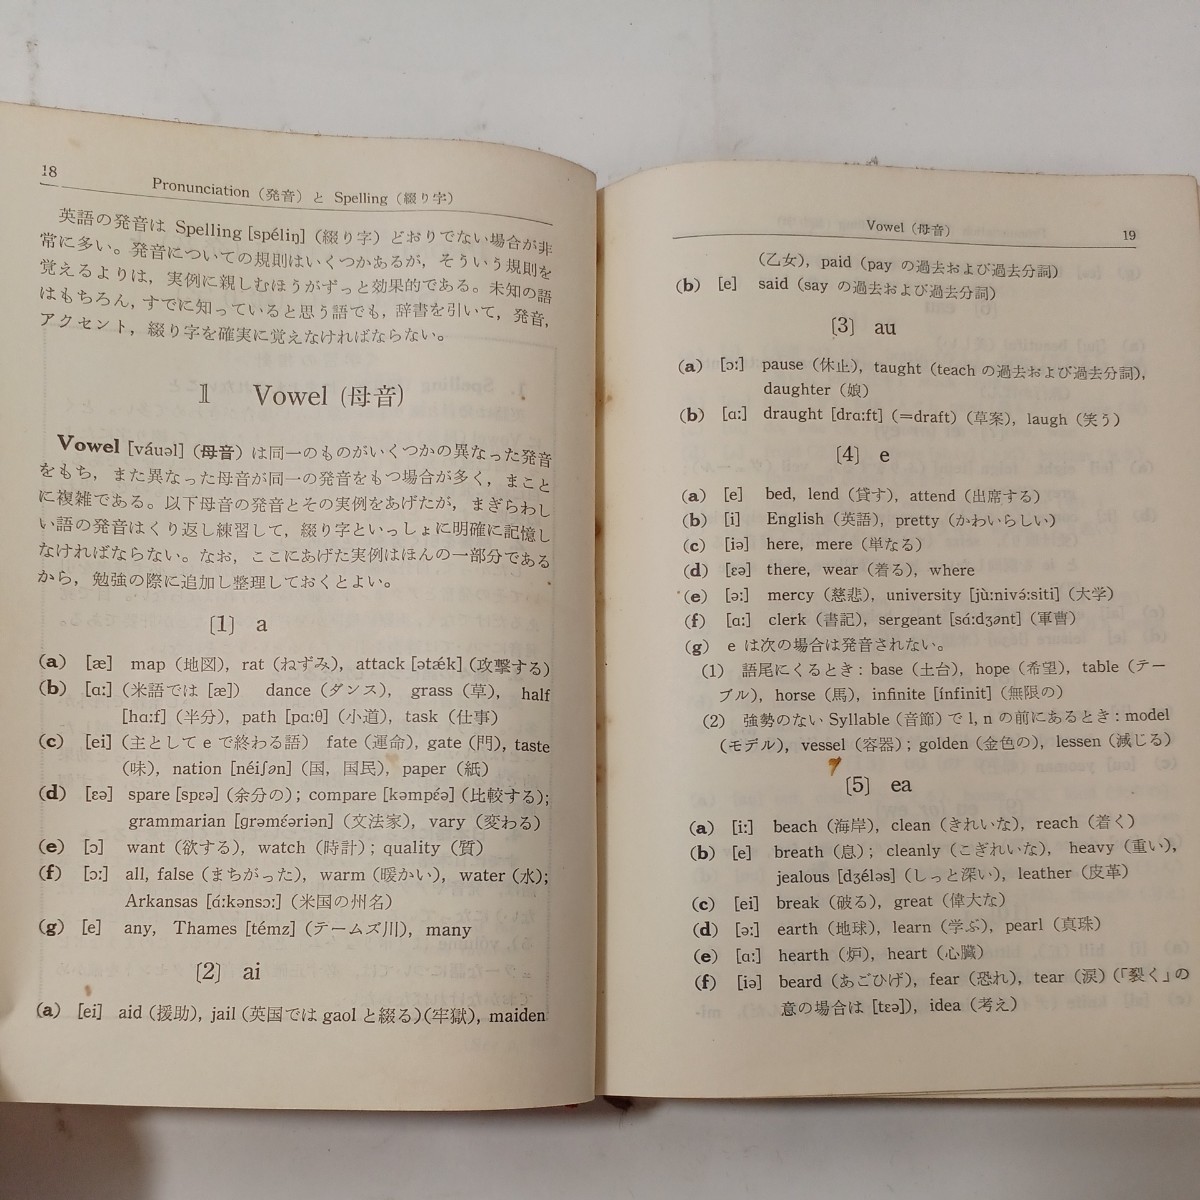 18
Pronunciation (発音) と Spelling (綴り字)
英語の発音は Spelling [spéliŋ] (綴り字) どおりでない場合が非
常に多い。発音についての規則はいくつかあるが, そういう規則を
覚えるよりは, 実例に親しむほうがずっと効果的である。未知の語
はもちろん, すでに知っていると思う語でも, 辞書を引いて, 発音,
アクセント, 綴り字を確実に覚えなければならない。
1 Vowel (母音)
Vowel [váuəl] (母音) は同一のものがいくつかの異なった発音
をもち, また異なった母音が同一の発音をもつ場合が多く, まこと
に複雑である。以下母音の発音とその実例をあげたが, まぎらわし
い語の発音はくり返し練習して, 綴り字といっしょに明確に記憶し
なければならない。なお, ここにあげた実例はほんの一部分である
から, 勉強の際に追加し整理しておくとよい。
〔1〕 a
(a) [æ] map (地図), rat (ねずみ), attack [ətǽk] (攻撃する)
(b) [ɑː] (米語では [æ]) dance (ダンス), grass (草), half
[hɑːf] (半分), path [pɑːθ] (小道), task (仕事)
(c) [ei] (主として e で終わる語) fate (運命), gate (門), taste
(味), nation [néiʃən] (国, 国民), paper (紙)
(d) [ɛə] spare [spɛə] (余分の); compare [kəmpɛ́ə] (比較する);
grammarian [grəmɛ́əriən] (文法家), vary (変わる)
(e) [ɔ] want (欲する), watch (時計); quality (質)
(f) [ɔː] all, false (まちがった), warm (暖かい), water (水);
Arkansas [ɑ́ːkənsɔː] (米国の州名)
(g) [e] any, Thames [témz] (テームズ川), many
〔2〕 ai
(a) [ei] aid (援助), jail (英国では gaol と綴る)(牢獄), maiden
Vowel (母音)
19
(乙女), paid (pay の過去および過去分詞)
(b) [e] said (say の過去および過去分詞)
〔3〕 au
(a) [ɔː] pause (休止), taught (teach の過去および過去分詞),
daughter (娘)
(b) [ɑː] draught [drɑːft] (=draft) (草案), laugh (笑う)
〔4〕 e
(a) [e] bed, lend (貸す), attend (出席する)
(b) [i] English (英語), pretty (かわいらしい)
(c) [iə] here, mere (単なる)
(d) [ɛə] there, wear (着る), where
(e) [əː] mercy (慈悲), university [jùːnivə́ːsiti] (大学)
(f) [ɑː] clerk (書記), sergeant [sɑ́ːdʒənt] (軍曹)
(g) e は次の場合は発音されない。
(1) 語尾にくるとき: base (土台), hope (希望), table (テー
ブル), horse (馬), infinite [ínfinit] (無限の)
(2) 強勢のない Syllable (音節) で l, n の前にあるとき: model
(モデル), vessel (容器); golden (金色の), lessen (減じる)
〔5〕 ea
(a) [iː] beach (海岸), clean (きれいな), reach (着く)
(b) [e] breath (息); cleanly (こぎれいな), heavy (重い),
jealous [dʒéləs] (しっと深い), leather (皮革)
(c) [ei] break (破る), great (偉大な)
(d) [əː] earth (地球), learn (学ぶ), pearl (真珠)
(e) [ɑː] hearth (炉), heart (心臓)
(f) [iə] beard (あごひげ), fear (恐れ), tear (涙) (「裂く」の
意の場合は [tɛə]), idea (考え)